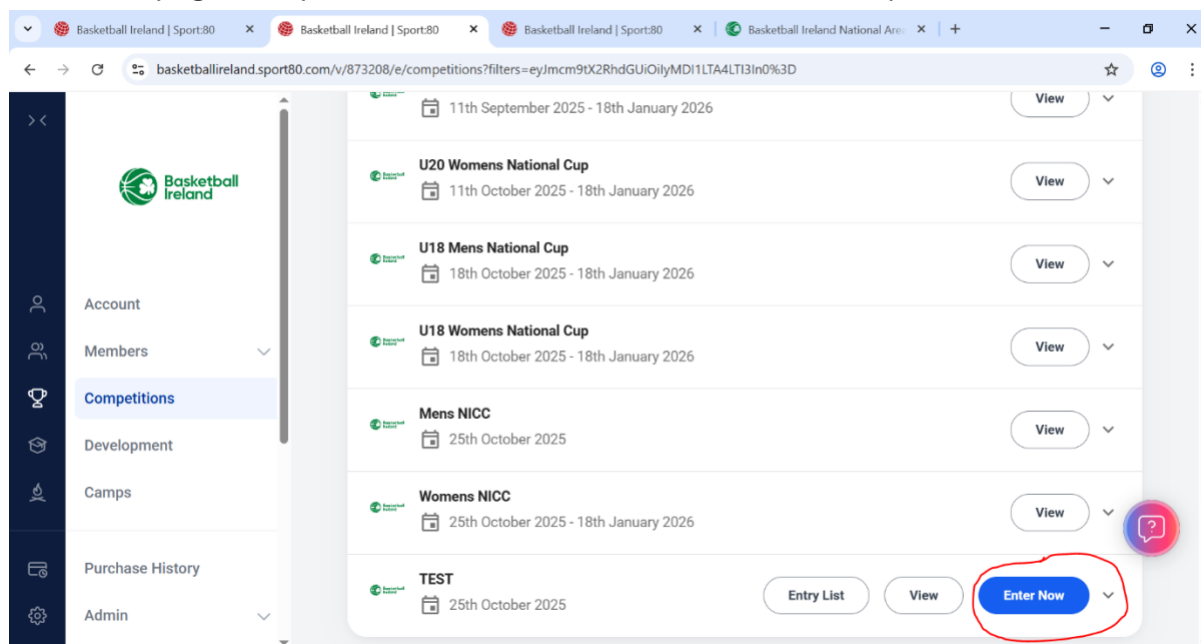 Basketball Ireland | Sport:80
Basketball Ireland | Sport:80
Basketball Ireland | Sport:80
Basketball Ireland National Are
basketballireland.sport80.com/v/873208/e/competitions?filters=eyJmcm9tX2RhdGUiOiIyMDI1LTA4LTI3In0%3D
Basketball
Ireland
Account
Members
Competitions
Development
Camps
Purchase History
Admin
11th September 2025 - 18th January 2026
View
U20 Womens National Cup
11th October 2025 - 18th January 2026
View
U18 Mens National Cup
18th October 2025 - 18th January 2026
View
U18 Womens National Cup
18th October 2025 - 18th January 2026
View
Mens NICC
25th October 2025
View
Womens NICC
25th October 2025 - 18th January 2026
View
TEST
25th October 2025
Entry List
View
Enter Now